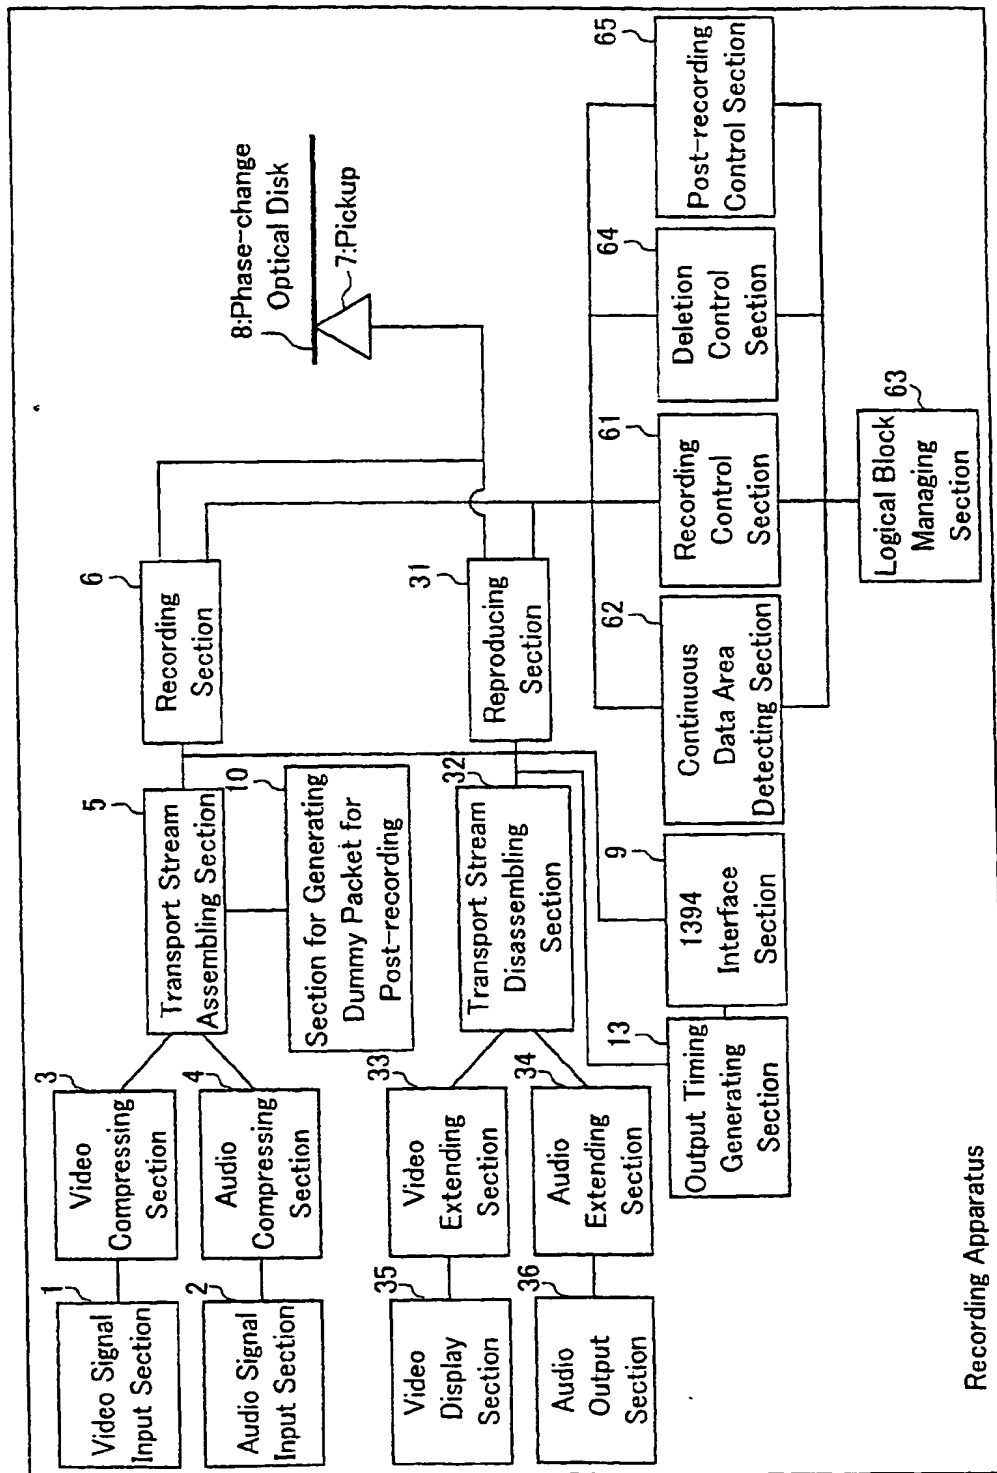 1
Video Signal
Input Section
3
Video
Compressing
Section
2
Audio Signal
Input Section
4
Audio
Compressing
Section
5
Transport Stream
Assembling Section
6
Recording
Section
10
Section for Generating
Dummy Packet for
Post-recording
8:Phase-change
Optical Disk
7:Pickup
35
Video
Display
Section
33
Video
Extending
Section
36
Audio
Output
Section
34
Audio
Extending
Section
32
Transport Stream
Disassembling
Section
31
Reproducing
Section
13
Output Timing
Generating
Section
9
1394
Interface
Section
62
Continuous
Data Area
Detecting Section
61
Recording
Control
Section
64
Deletion
Control
Section
65
Post-recording
Control Section
63
Logical Block
Managing
Section
Recording Apparatus